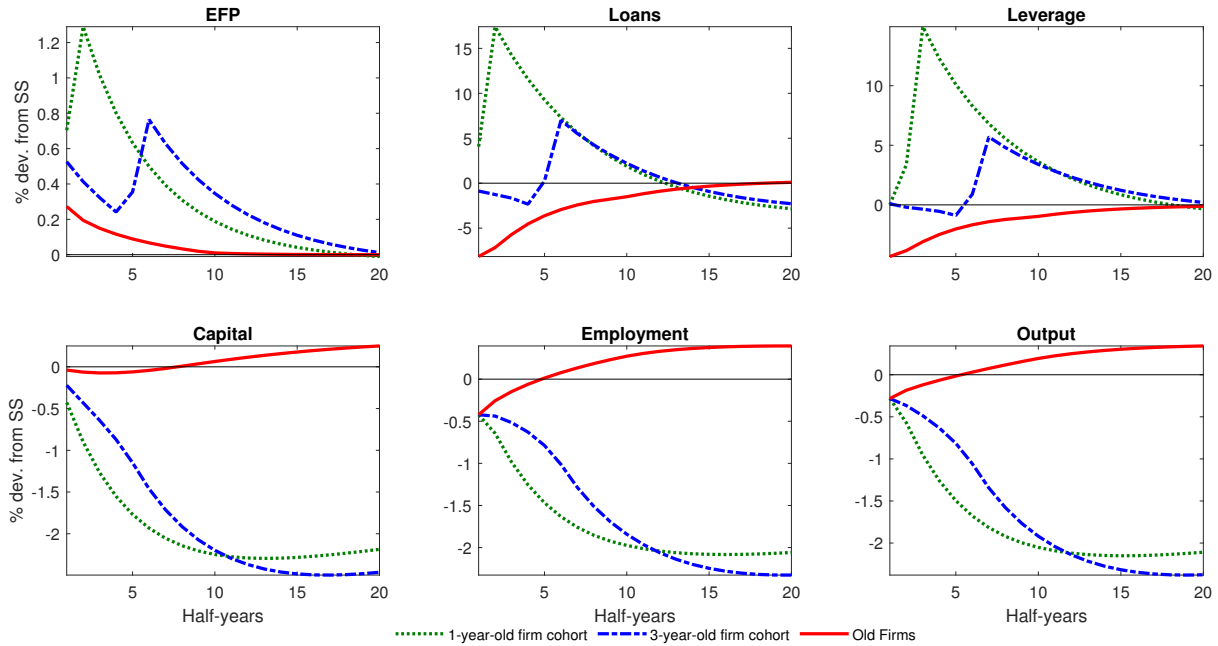 EFP
Loans
Leverage
% dev. from SS
1.2
1
0.8
0.6
0.4
0.2
0
5 10 15 20
15
10
5
0
-5
5 10 15 20
10
5
0
5 10 15 20
Capital
Employment
Output
% dev. from SS
0
-0.5
-1
-1.5
-2
5 10 15 20
Half-years
0
-0.5
-1
-1.5
-2
5 10 15 20
Half-years
0
-0.5
-1
-1.5
-2
5 10 15 20
Half-years
1-year-old firm cohort 3-year-old firm cohort Old Firms